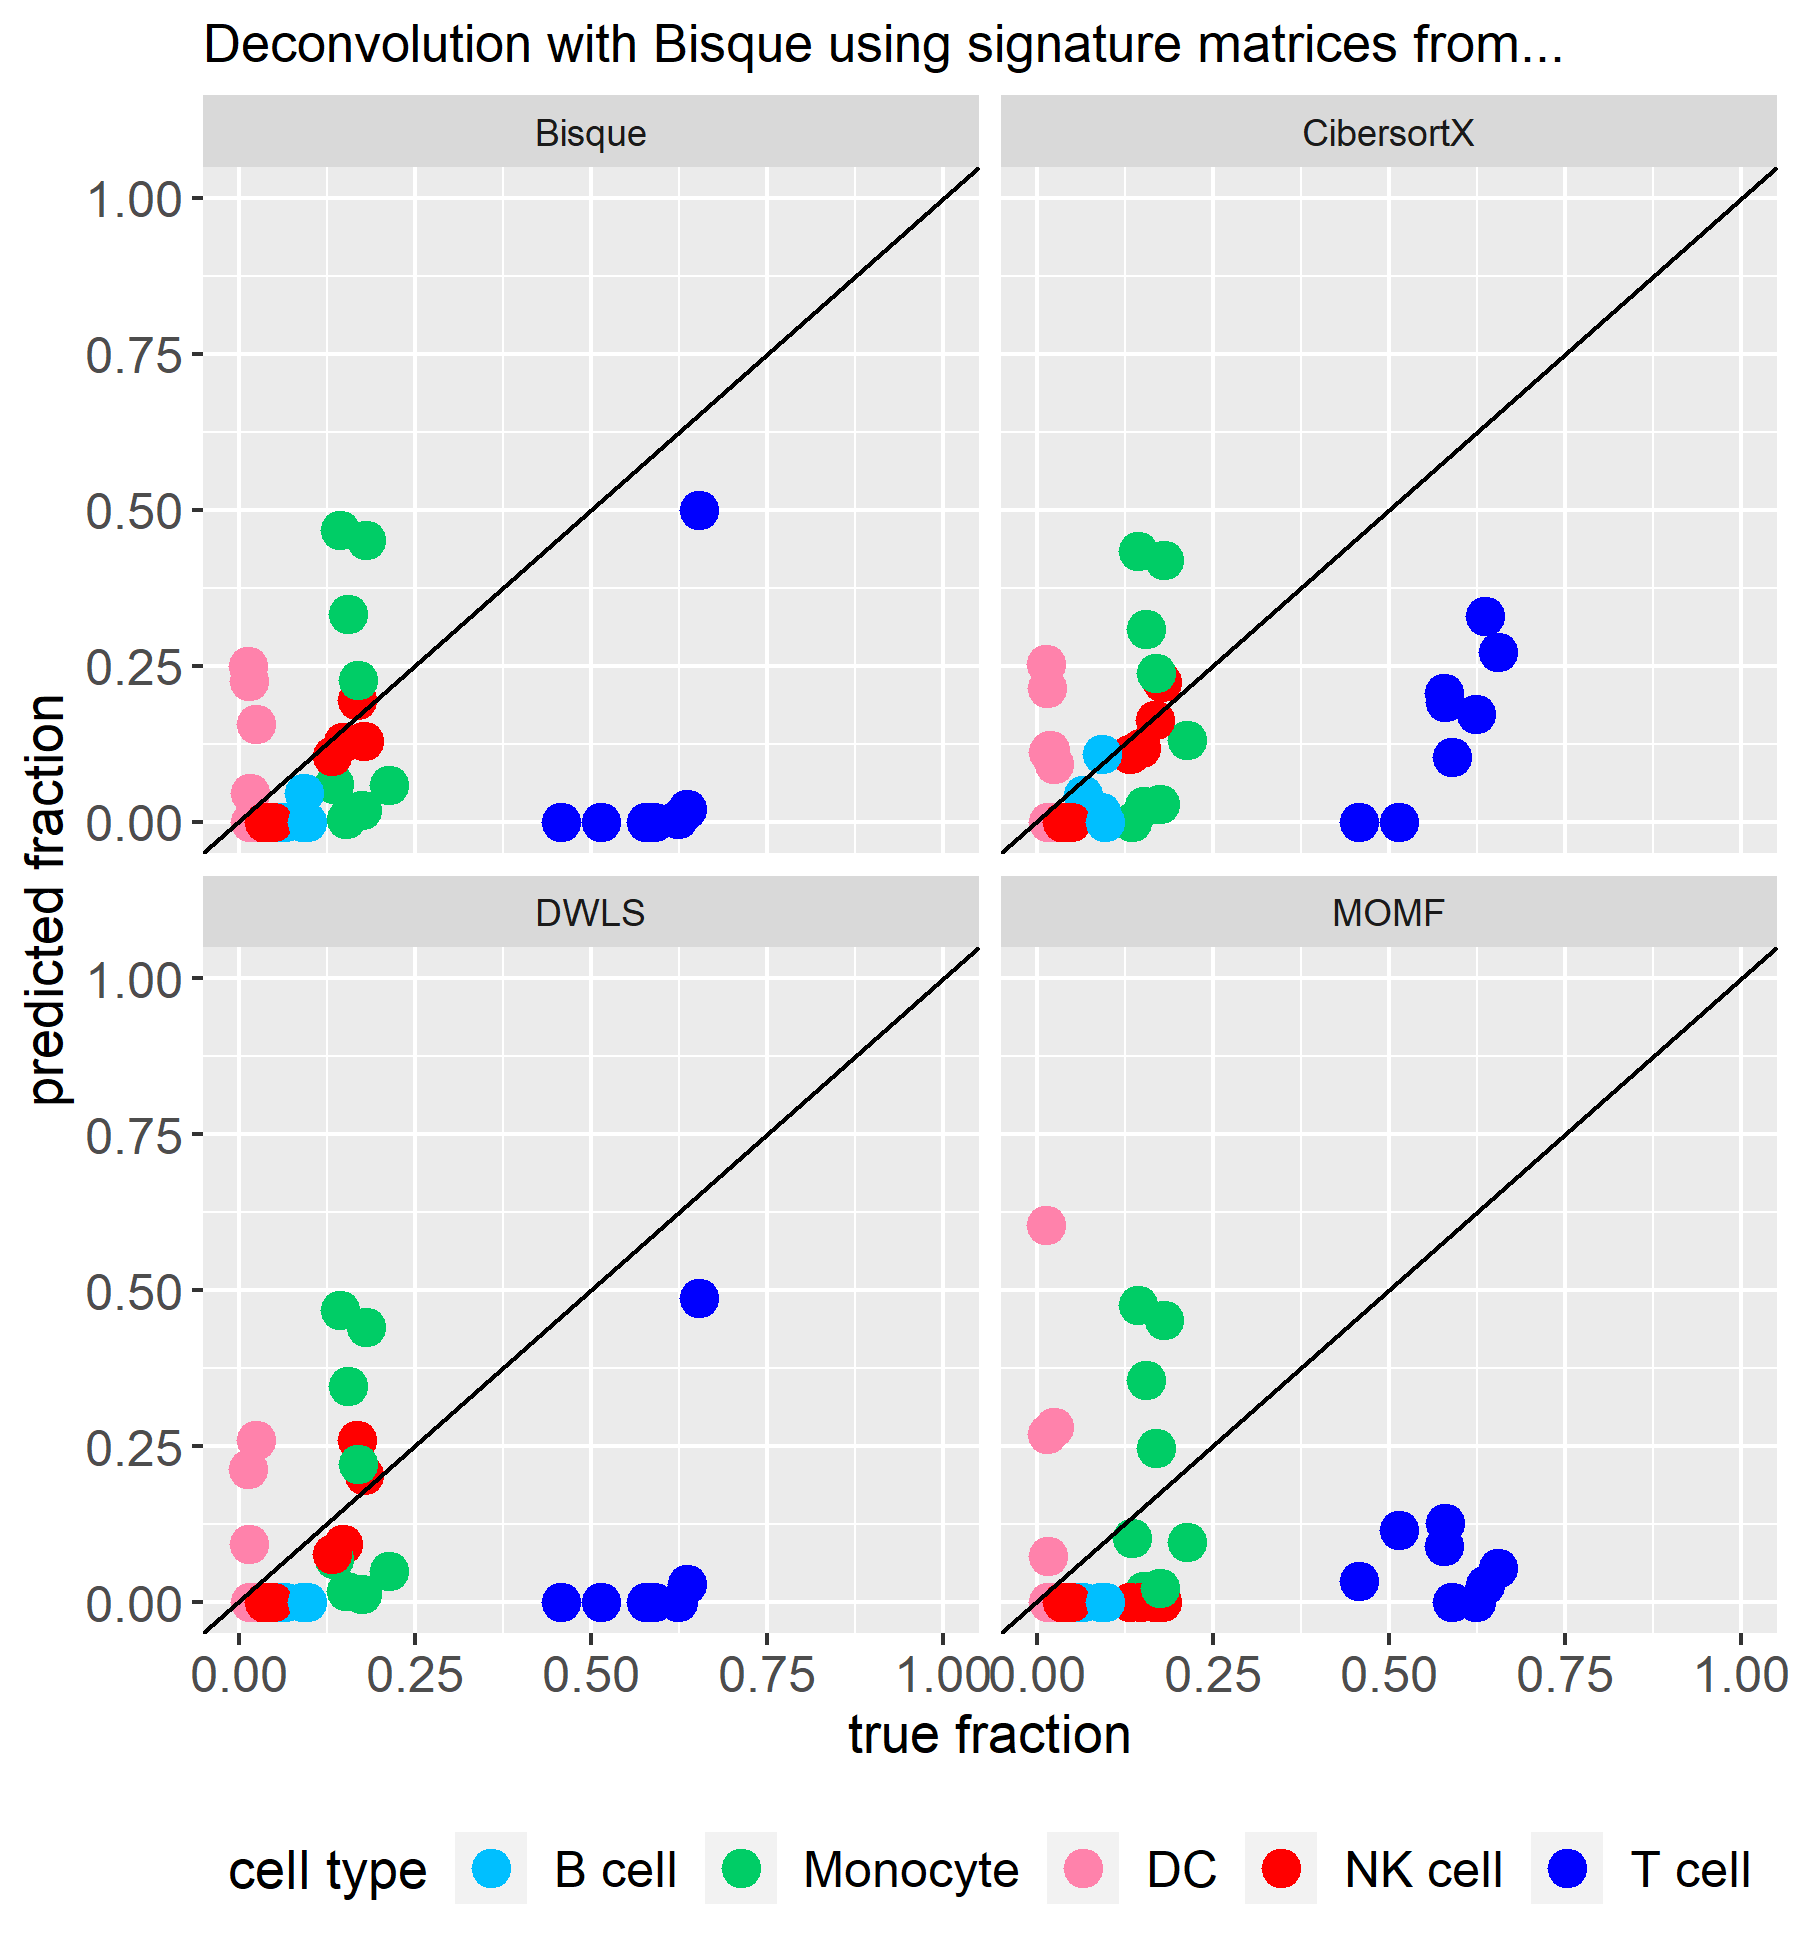 Deconvolution with Bisque using signature matrices from...
Bisque
CibersortX
1.00
0.75
0.50
0.25
0.00
DWLS
MOMF
1.00
0.75
0.50
0.25
0.00
predicted fraction
0.00 0.25 0.50 0.75 1.00
0.00 0.25 0.50 0.75 1.00
true fraction
cell type B cell Monocyte DC NK cell T cell